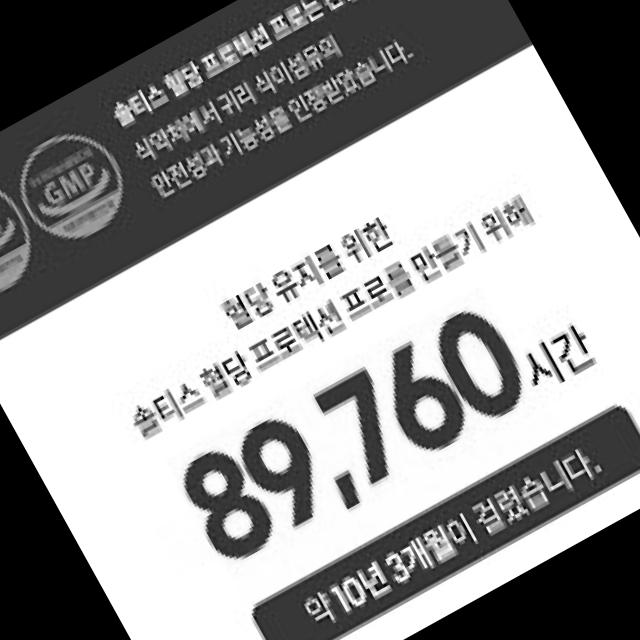 솔티스 혈당 프로텍션 프로는
식약처에서 귀리 식이섬유의
안전성과 기능성을 인정받았습니다.
GMP
혈당 유지를 위한
솔티스 혈당 프로텍션 프로를 만들기 위해
89,760시간
약 10년 3개월이 걸렸습니다.